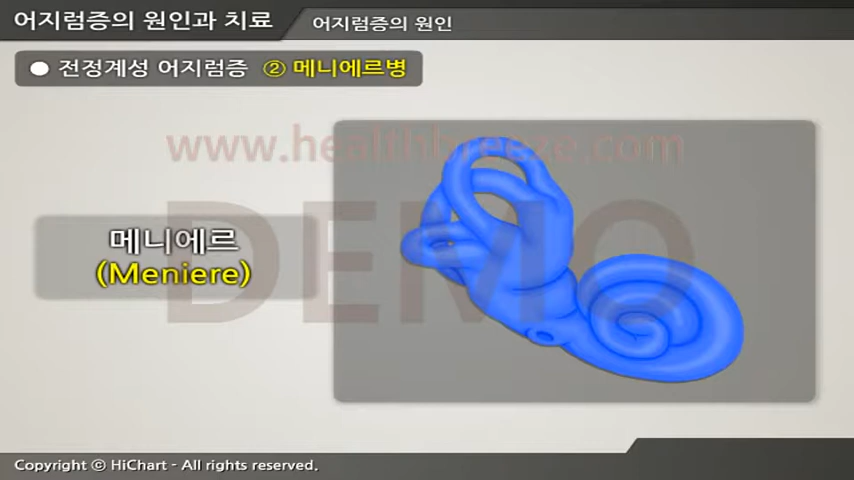 어지럼증의 원인과 치료
어지럼증의 원인
● 전정계성 어지럼증 ② 메니에르병
www.healthbreeze.com
DEMO
메니에르
(Meniere)
Copyright ⓒ HiChart - All rights reserved.